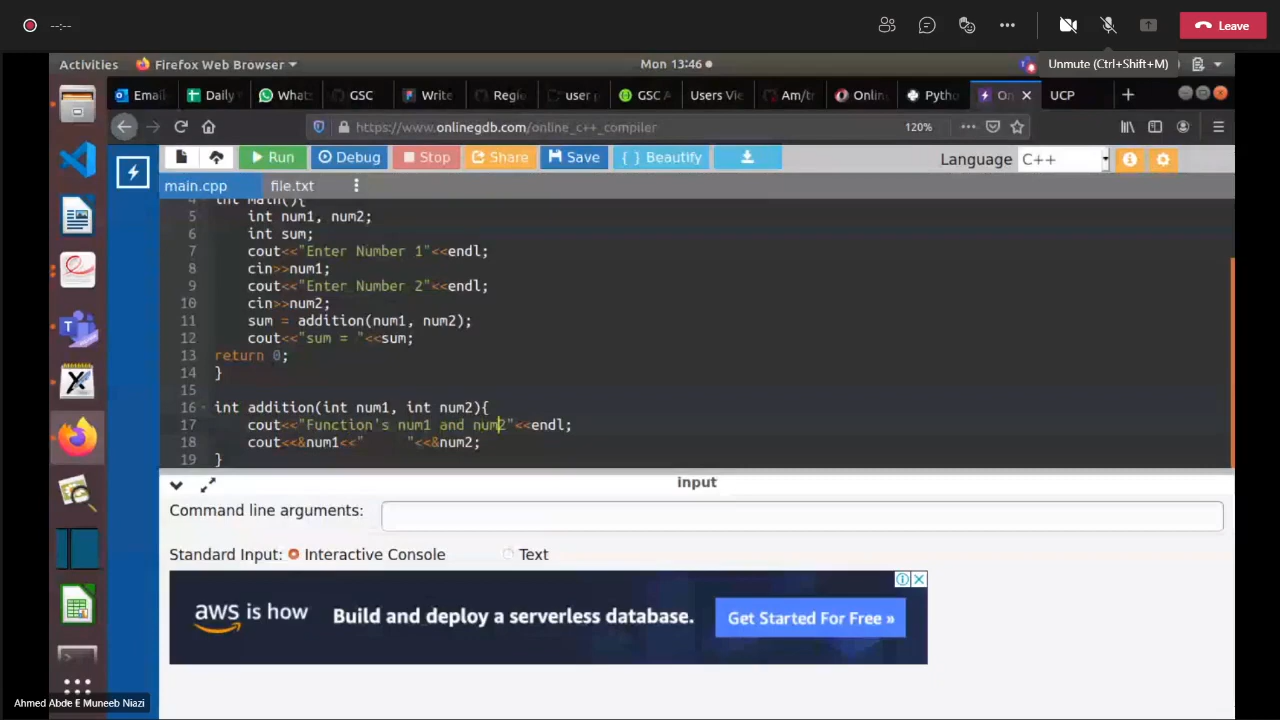 --:--
Leave
Activities Firefox Web Browser Mon 13:46 Unmute (Ctrl+Shift+M)
Email Daily Whats GSC Write Regis user p GSC A Users Vie Am/tr Onlin Pytho On UCP
https://www.onlinegdb.com/online_c++_compiler 120%
Run Debug Stop Share Save { } Beautify Language C++
main.cpp file.txt
4 int main(){
5 int num1, num2;
6 int sum;
7 cout<<"Enter Number 1"<<endl;
8 cin>>num1;
9 cout<<"Enter Number 2"<<endl;
10 cin>>num2;
11 sum = addition(num1, num2);
12 cout<<"sum = "<<sum;
13 return 0;
14 }
15
16 int addition(int num1, int num2){
17 cout<<"Function's num1 and num2"<<endl;
18 cout<<&num1<<"     "<<&num2;
19 }
input
Command line arguments:
Standard Input: Interactive Console Text
aws is how Build and deploy a serverless database. Get Started For Free »
Ahmed Abde E Muneeb Niazi